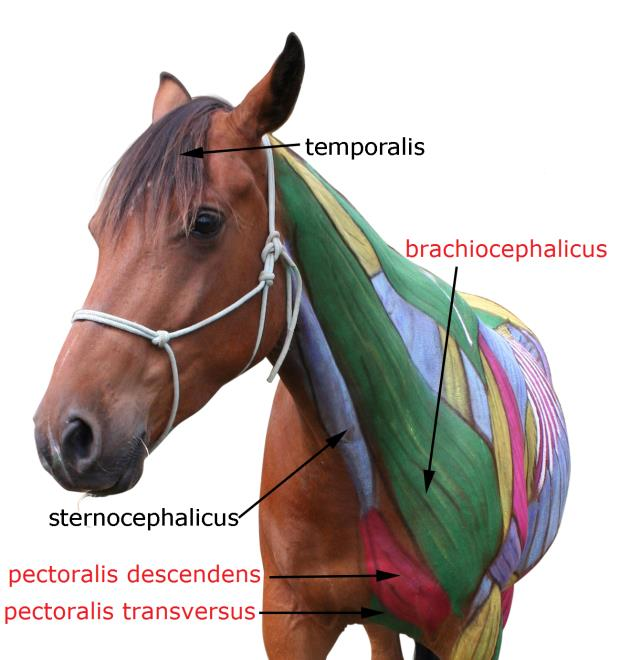 temporalis
brachiocephalicus
sternocephalicus
pectoralis descendens
pectoralis transversus